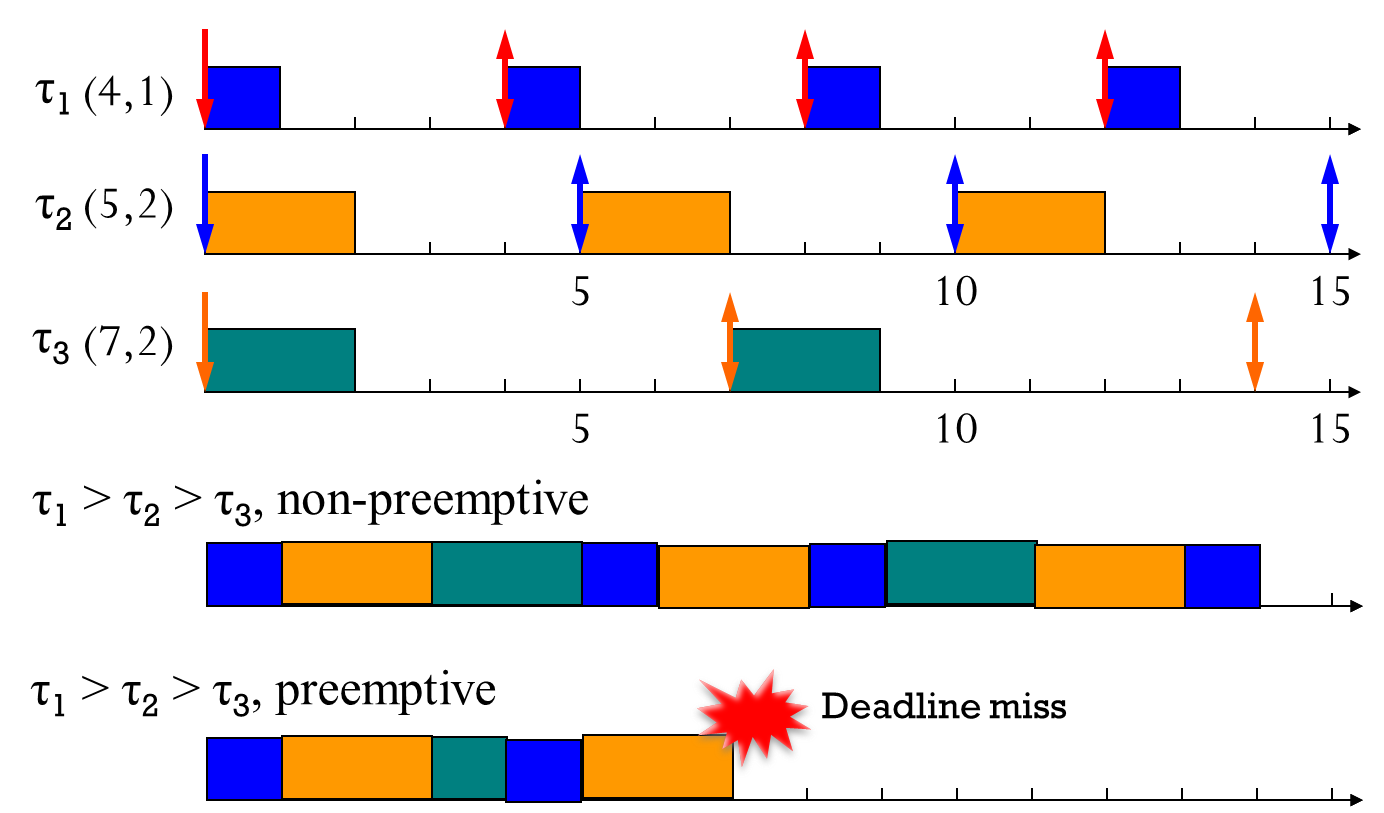 τ1 (4,1)
τ2 (5,2)
5 10 15
τ3 (7,2)
5 10 15
τ1 > τ2 > τ3, non-preemptive
τ1 > τ2 > τ3, preemptive
Deadline miss